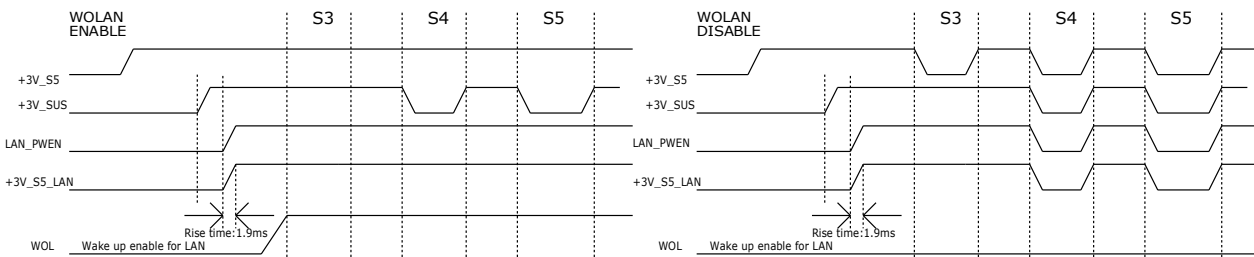 WOLAN
ENABLE
S3
S4
S5
+3V_S5
+3V_SUS
LAN_PWEN
+3V_S5_LAN
Rise time:1.9ms
WOL
Wake up enable for LAN
WOLAN
DISABLE
S3
S4
S5
+3V_S5
+3V_SUS
LAN_PWEN
+3V_S5_LAN
Rise time:1.9ms
WOL
Wake up enable for LAN